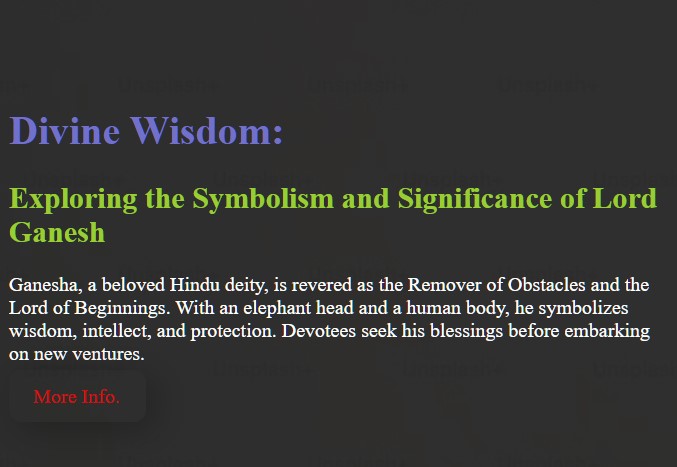 Divine Wisdom:
Exploring the Symbolism and Significance of Lord
Ganesh
Ganesha, a beloved Hindu deity, is revered as the Remover of Obstacles and the
Lord of Beginnings. With an elephant head and a human body, he symbolizes
wisdom, intellect, and protection. Devotees seek his blessings before embarking
on new ventures.
More Info.